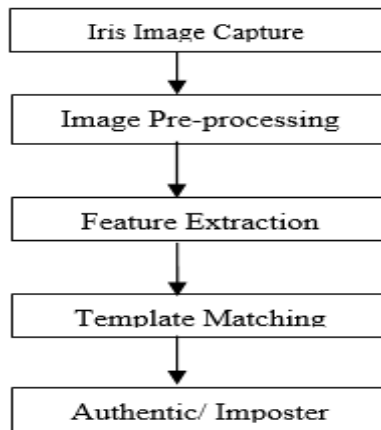 Iris Image Capture
Image Pre-processing
Feature Extraction
Template Matching
Authentic/ Imposter